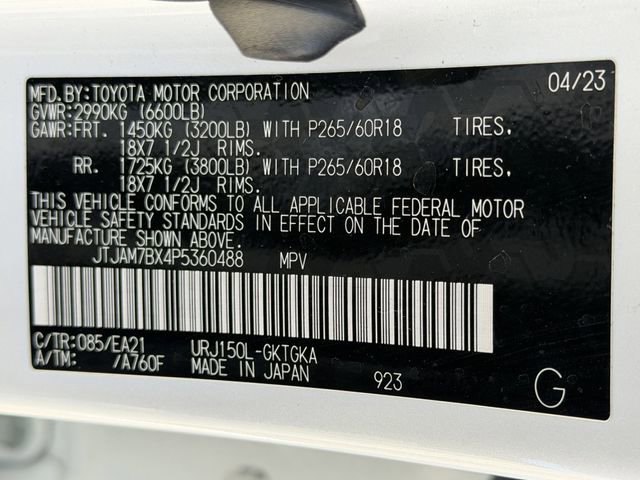 MFD.BY:TOYOTA MOTOR CORPORATION 04/23
GVWR:2990KG (6600LB)
GAWR:FRT. 1450KG (3200LB) WITH P265/60R18 TIRES,
18X7 1/2J RIMS.
RR. 1725KG (3800LB) WITH P265/60R18 TIRES,
18X7 1/2J RIMS.
THIS VEHICLE CONFORMS TO ALL APPLICABLE FEDERAL MOTOR
VEHICLE SAFETY STANDARDS IN EFFECT ON THE DATE OF
MANUFACTURE SHOWN ABOVE.
JTJAM7BX4P5360488 MPV
C/TR:085/EA21 URJ150L-GKTGKA
A/TM: /A760F MADE IN JAPAN 923
G